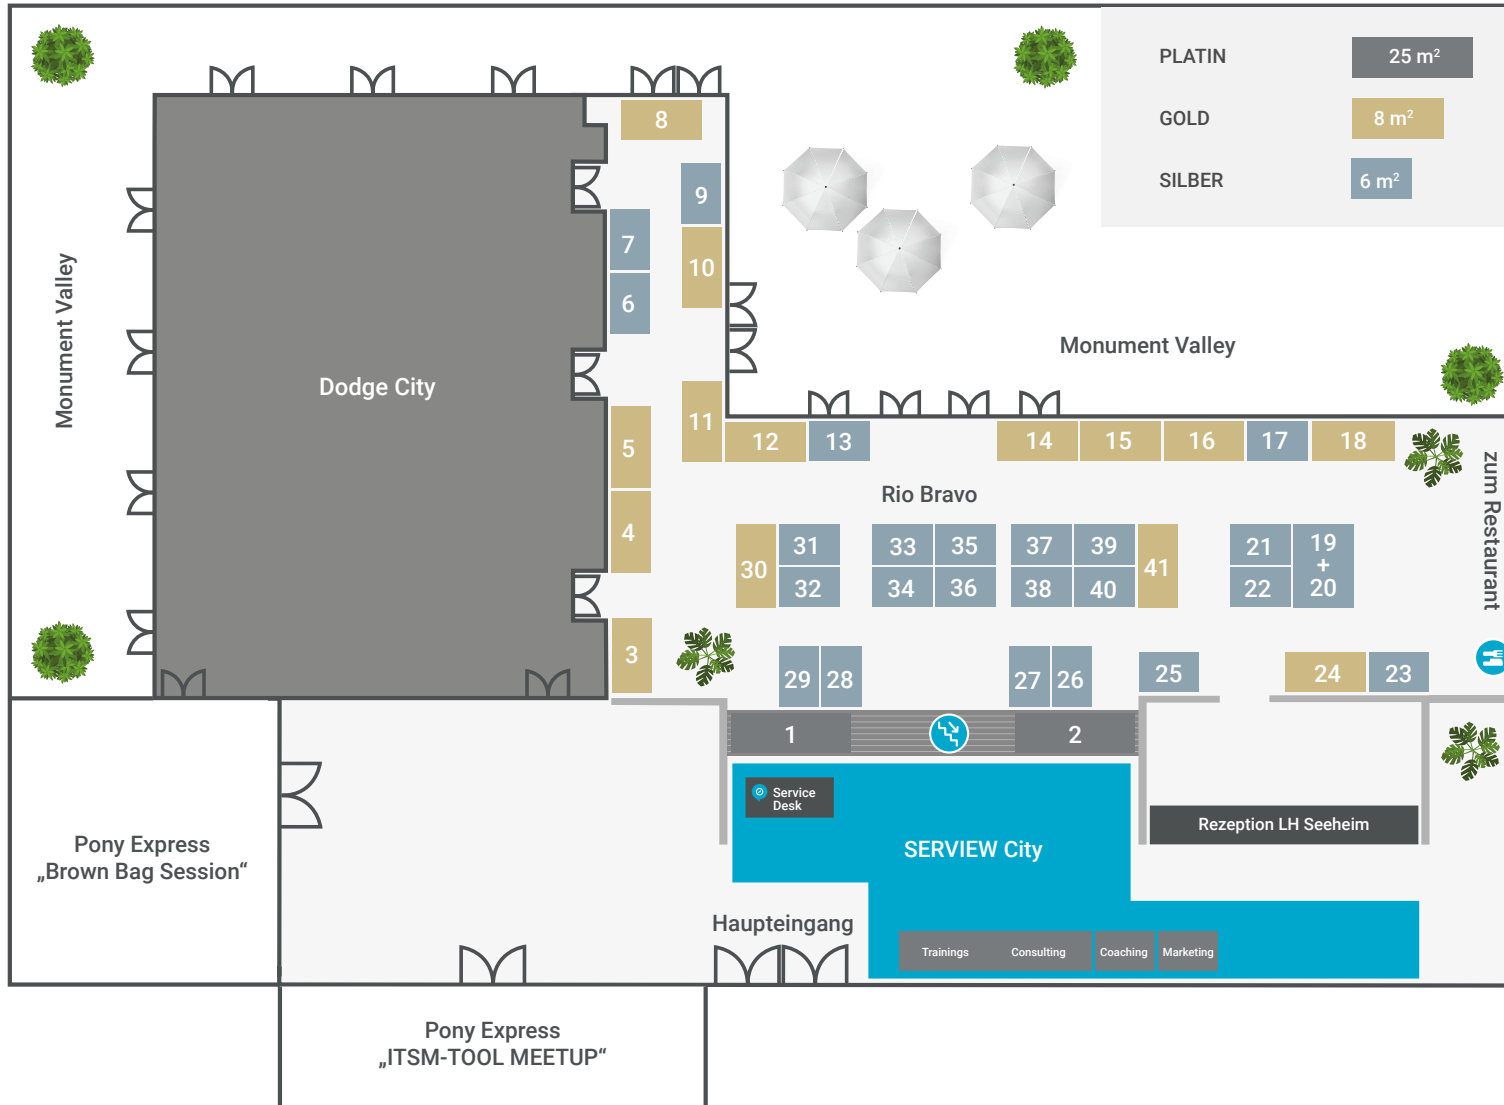 PLATIN
25 m²
GOLD
8 m²
SILBER
6 m²
8
9
7
10
6
Monument Valley
Monument Valley
Dodge City
11
5
12
13
14
15
16
17
18
zum Restaurant
Rio Bravo
4
30
31
33
35
37
39
41
21
19
+
20
32
34
36
38
40
22
3
29
28
27
26
25
24
23
1
2
Service
Desk
Rezeption LH Seeheim
SERVIEW City
Pony Express
„Brown Bag Session“
Haupteingang
Trainings
Consulting
Coaching
Marketing
Pony Express
„ITSM-TOOL MEETUP“